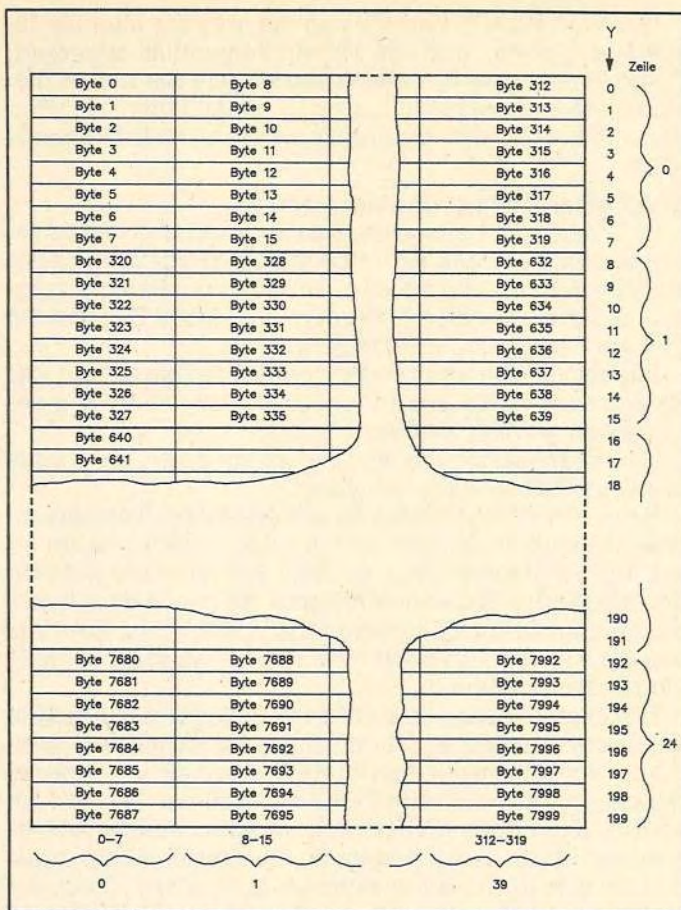 Y
Zeile
Byte 0 Byte 8 Byte 312 0
Byte 1 Byte 9 Byte 313 1
Byte 2 Byte 10 Byte 314 2
Byte 3 Byte 11 Byte 315 3
Byte 4 Byte 12 Byte 316 4 0
Byte 5 Byte 13 Byte 317 5
Byte 6 Byte 14 Byte 318 6
Byte 7 Byte 15 Byte 319 7
Byte 320 Byte 328 Byte 632 8
Byte 321 Byte 329 Byte 633 9
Byte 322 Byte 330 Byte 634 10
Byte 323 Byte 331 Byte 635 11 1
Byte 324 Byte 332 Byte 636 12
Byte 325 Byte 333 Byte 637 13
Byte 326 Byte 334 Byte 638 14
Byte 327 Byte 335 Byte 639 15
Byte 640 16
Byte 641 17
18
190
191
Byte 7680 Byte 7688 Byte 7992 192
Byte 7681 Byte 7689 Byte 7993 193
Byte 7682 Byte 7690 Byte 7994 194
Byte 7683 Byte 7691 Byte 7995 195
Byte 7684 Byte 7692 Byte 7996 196 24
Byte 7685 Byte 7693 Byte 7997 197
Byte 7686 Byte 7694 Byte 7998 198
Byte 7687 Byte 7695 Byte 7999 199
0-7 8-15 312-319
0 1 39